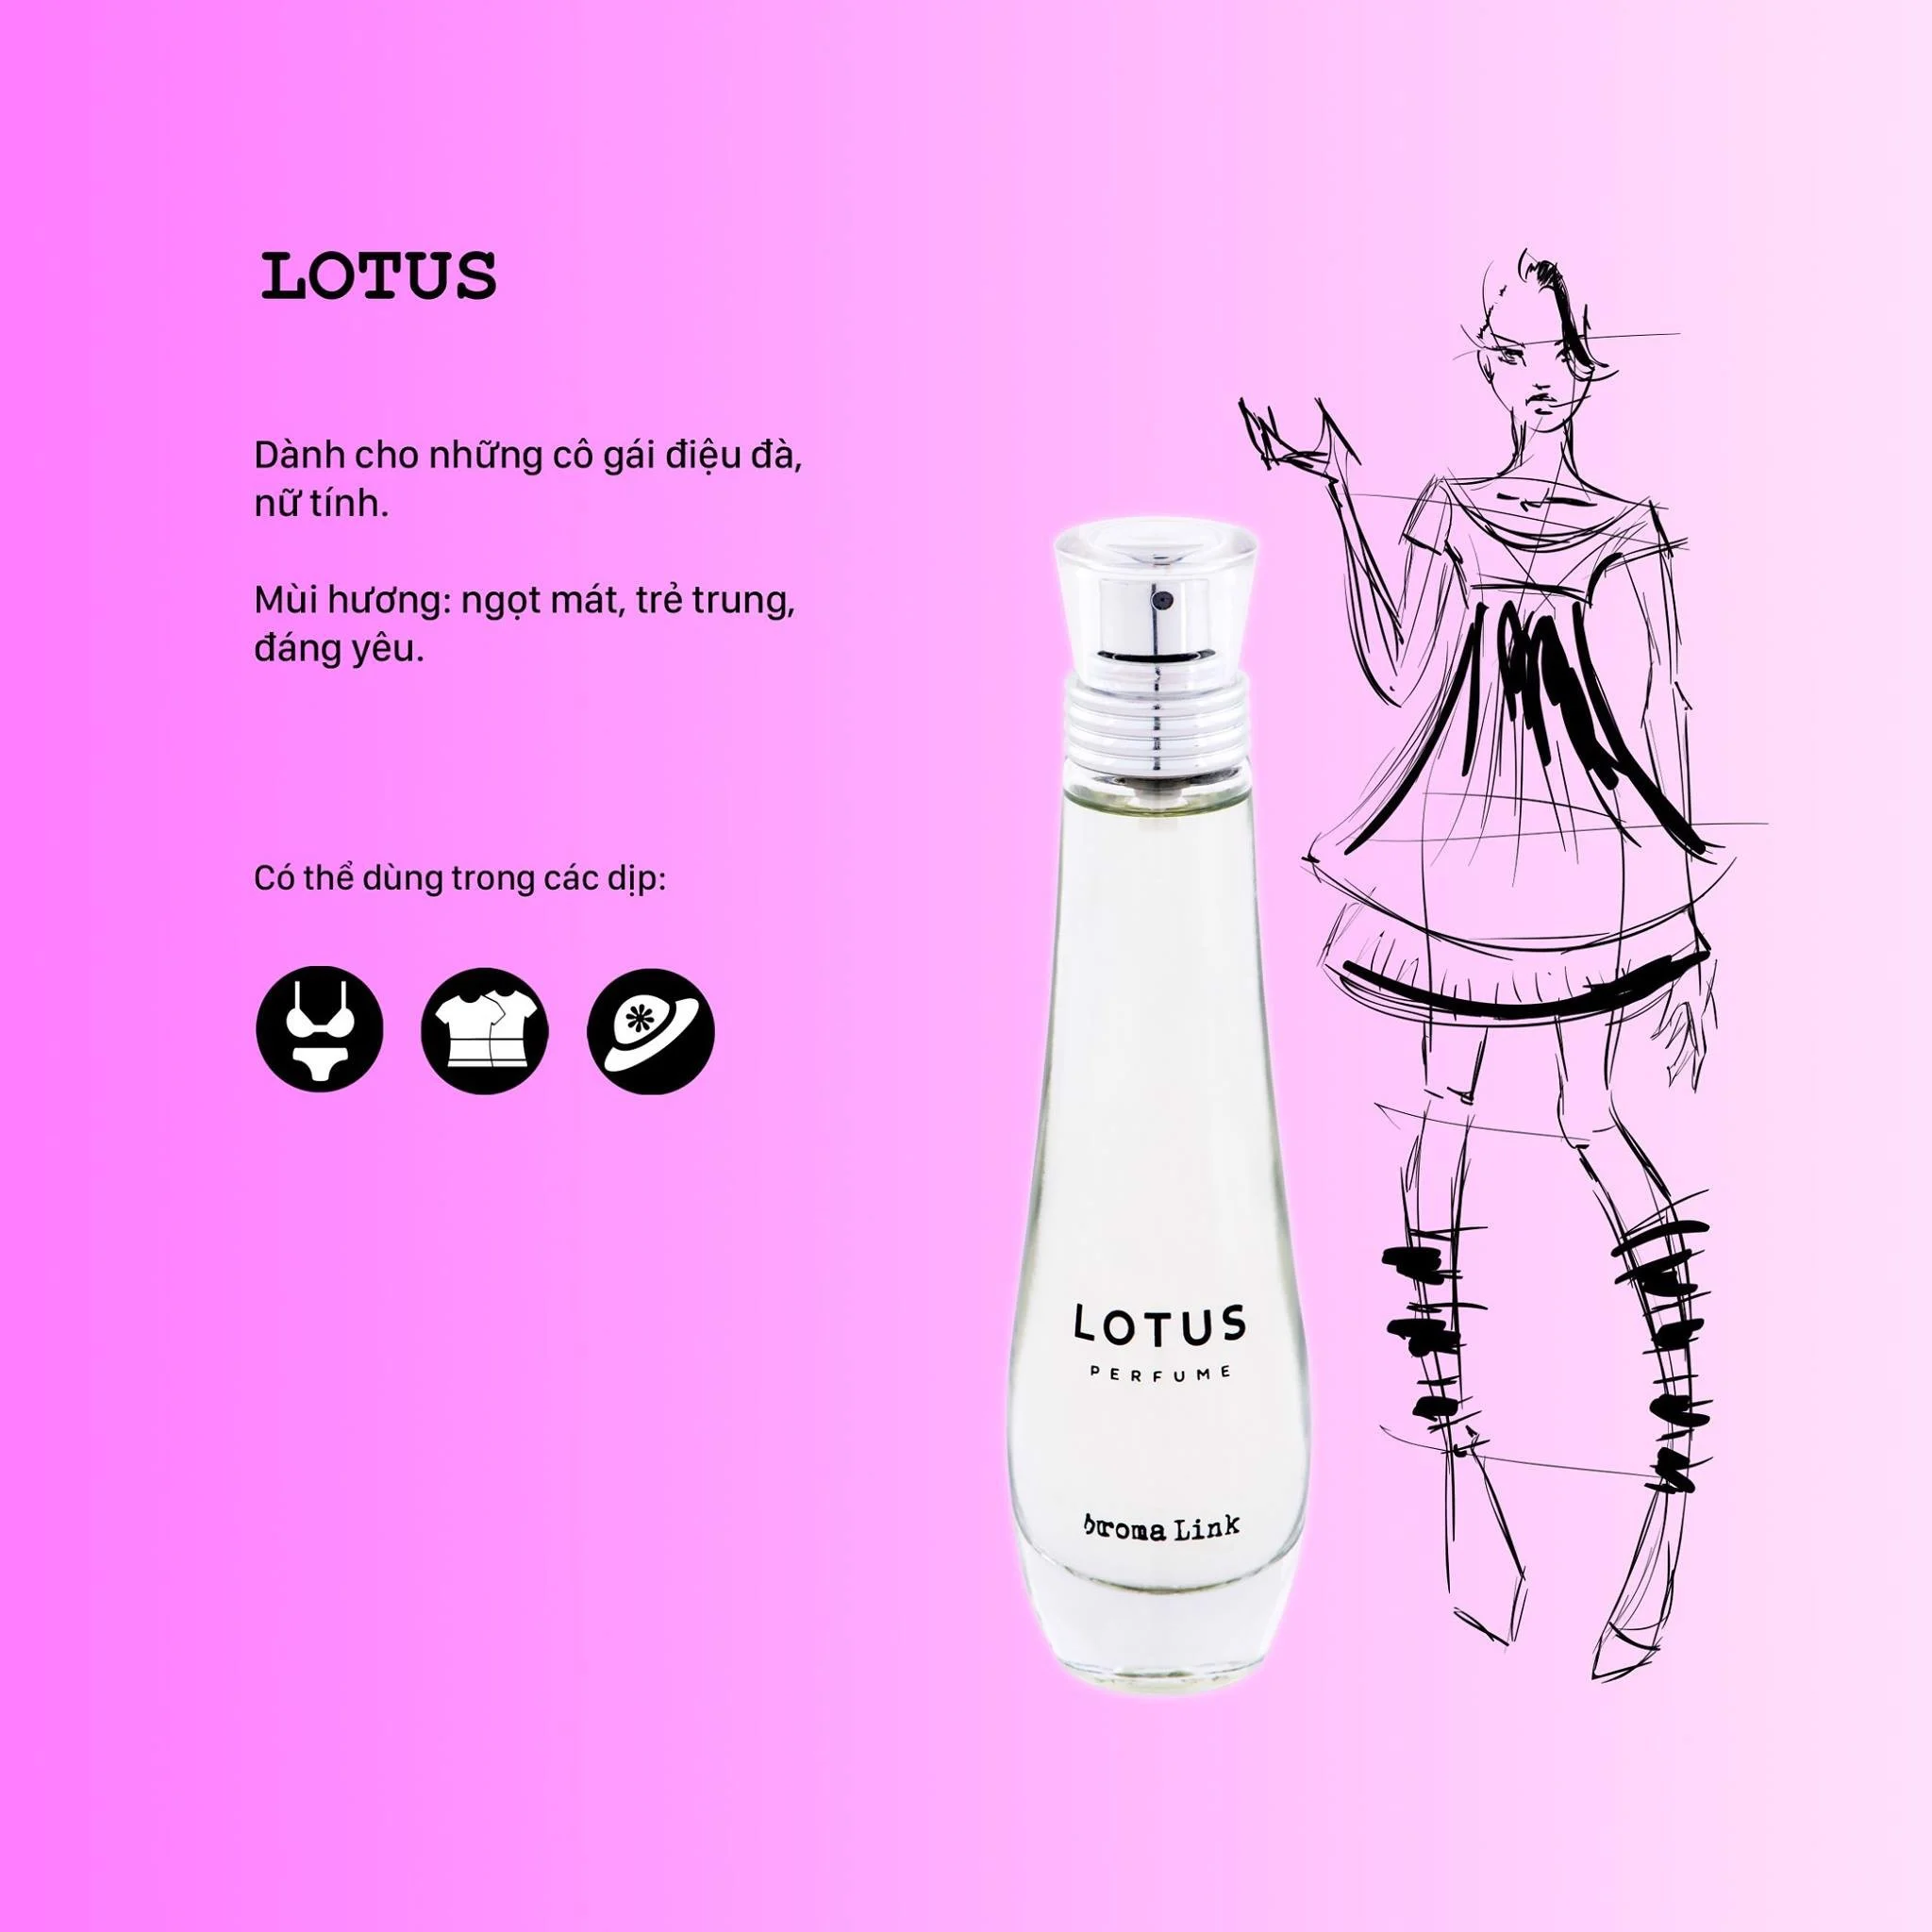 LOTUS
Dành cho những cô gái điệu đà,
nữ tính.
Mùi hương: ngọt mát, trẻ trung,
đáng yêu.
Có thể dùng trong các dịp:
LOTUS
PERFUME
Aroma Link